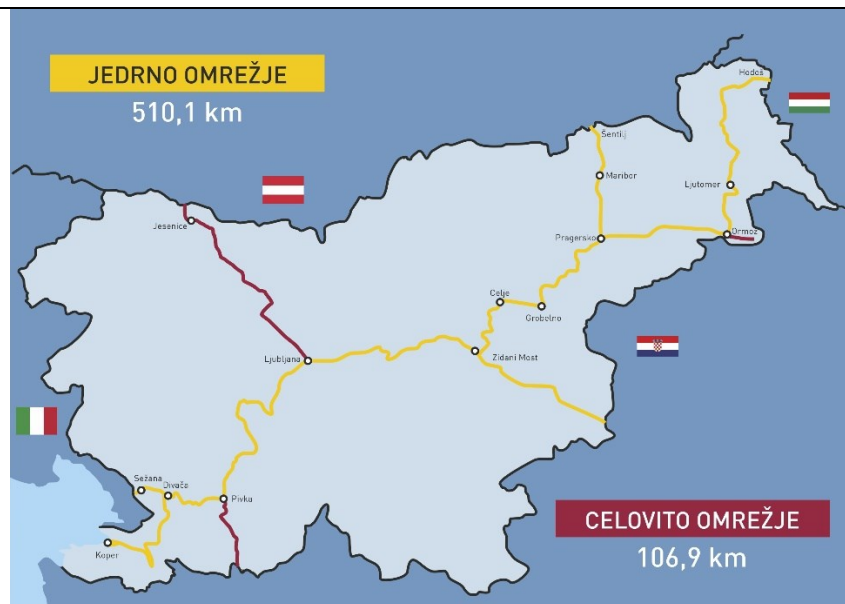 JEDRNO OMREŽJE
510,1 km
Hodoš
Šentilj
Maribor
Ljutomer
Jesenice
Pragersko
Ormož
Celje
Grobelno
Ljubljana
Zidani Most
Sežana
Divača
Pivka
Koper
CELOVITO OMREŽJE
106,9 km